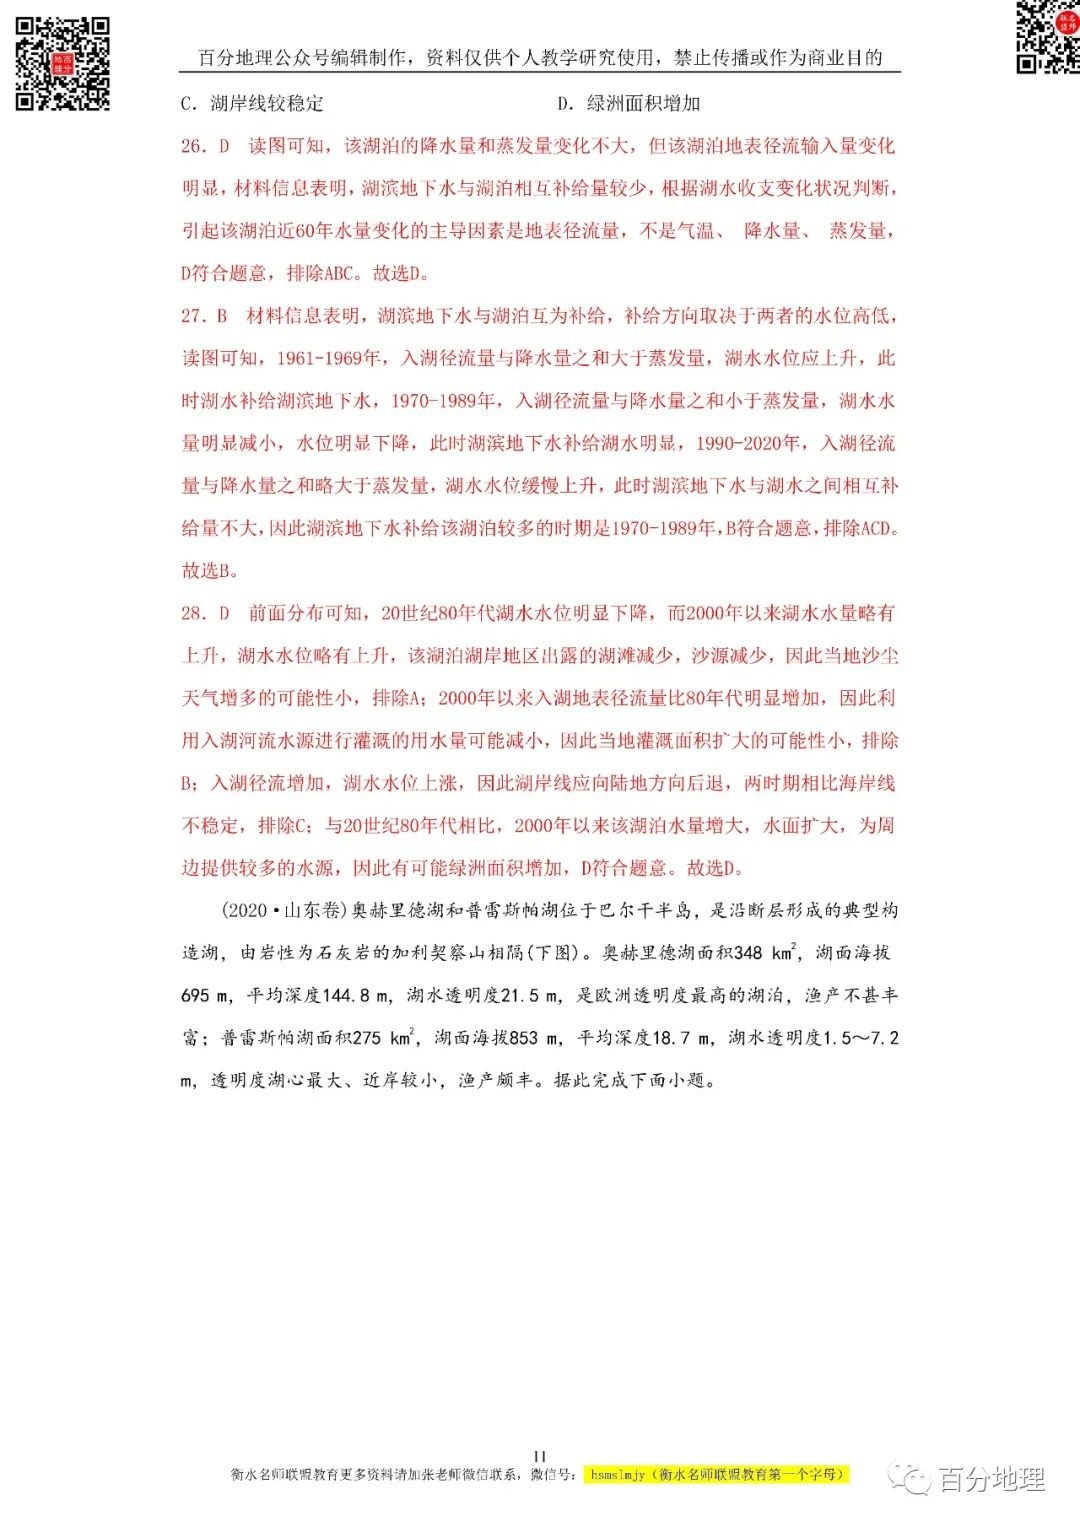 百分地理公众号编辑制作，资料仅供个人教学研究使用，禁止传播或作为商业目的
C．湖岸线较稳定 D．绿洲面积增加
26．D 读图可知，该湖泊的降水量和蒸发量变化不大，但该湖泊地表径流输入量变化
明显，材料信息表明，湖滨地下水与湖泊相互补给量较少，根据湖水收支变化状况判断，
引起该湖泊近60年水量变化的主导因素是地表径流量，不是气温、 降水量、 蒸发量，
D符合题意，排除ABC。故选D。
27．B 材料信息表明，湖滨地下水与湖泊互为补给，补给方向取决于两者的水位高低，
读图可知，1961-1969年，入湖径流量与降水量之和大于蒸发量，湖水水位应上升，此
时湖水补给湖滨地下水，1970-1989年，入湖径流量与降水量之和小于蒸发量，湖水水
量明显减小，水位明显下降，此时湖滨地下水补给湖水明显，1990-2020年，入湖径流
量与降水量之和略大于蒸发量，湖水水位缓慢上升，此时湖滨地下水与湖水之间相互补
给量不大，因此湖滨地下水补给该湖泊较多的时期是1970-1989年，B符合题意，排除ACD。
故选B。
28．D 前面分布可知，20世纪80年代湖水水位明显下降，而2000年以来湖水水量略有
上升，湖水水位略有上升，该湖泊湖岸地区出露的湖滩减少，沙源减少，因此当地沙尘
天气增多的可能性小，排除A；2000年以来入湖地表径流量比80年代明显增加，因此利
用入湖河流水源进行灌溉的用水量可能减小，因此当地灌溉面积扩大的可能性小，排除
B；入湖径流增加，湖水水位上涨，因此湖岸线应向陆地方向后退，两时期相比海岸线
不稳定，排除C；与20世纪80年代相比，2000年以来该湖泊水量增大，水面扩大，为周
边提供较多的水源，因此有可能绿洲面积增加，D符合题意。故选D。
(2020·山东卷)奥赫里德湖和普雷斯帕湖位于巴尔干半岛，是沿断层形成的典型构
造湖，由岩性为石灰岩的加利契察山相隔(下图)。奥赫里德湖面积348 km²，湖面海拔
695 m，平均深度144.8 m，湖水透明度21.5 m，是欧洲透明度最高的湖泊，渔产不甚丰
富；普雷斯帕湖面积275 km²，湖面海拔853 m，平均深度18.7 m，湖水透明度1.5～7.2
m，透明度湖心最大、近岸较小，渔产颇丰。据此完成下面小题。
11
衡水名师联盟教育更多资料请加张老师微信联系，微信号： hsmslmjy（衡水名师联盟教育第一个字母）
百分地理